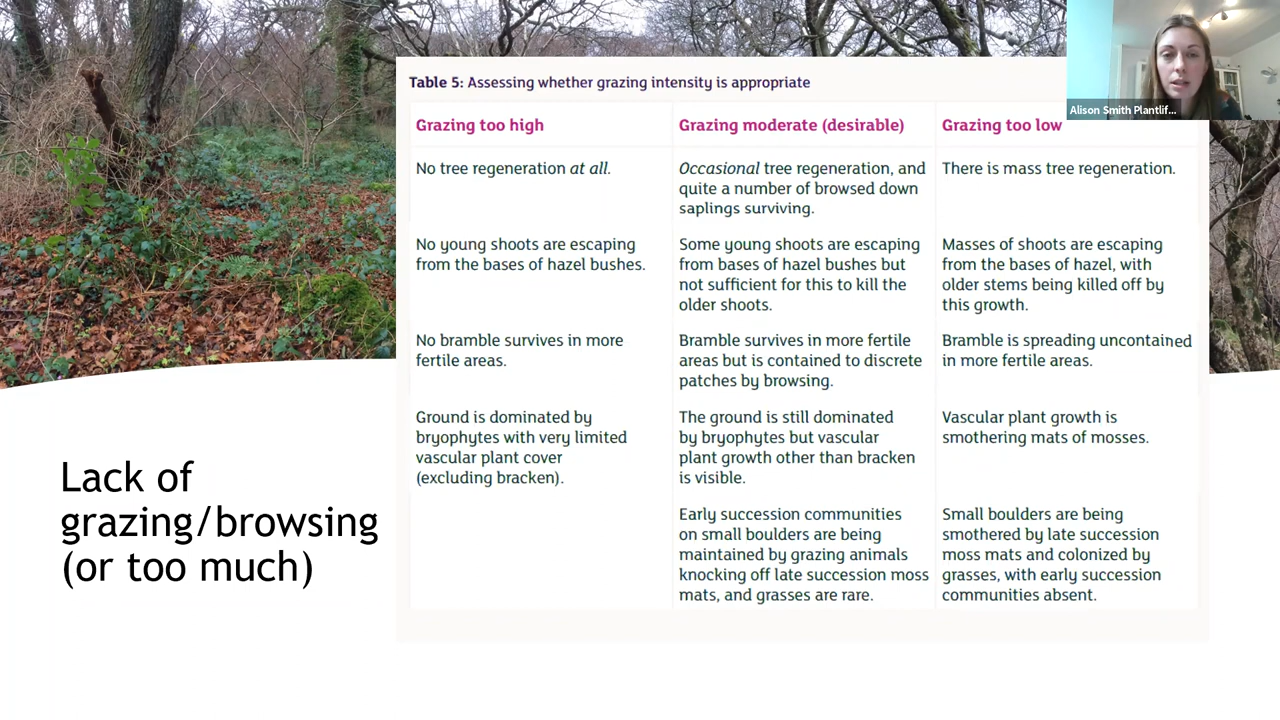 Table 5: Assessing whether grazing intensity is appropriate
Alison Smith Plantlif...
Grazing too high
Grazing moderate (desirable)
Grazing too low
No tree regeneration at all.
Occasional tree regeneration, and
quite a number of browsed down
saplings surviving.
There is mass tree regeneration.
No young shoots are escaping
from the bases of hazel bushes.
Some young shoots are escaping
from bases of hazel bushes but
not sufficient for this to kill the
older shoots.
Masses of shoots are escaping
from the bases of hazel, with
older stems being killed off by
this growth.
No bramble survives in more
fertile areas.
Bramble survives in more fertile
areas but is contained to discrete
patches by browsing.
Bramble is spreading uncontained
in more fertile areas.
Ground is dominated by
bryophytes with very limited
vascular plant cover
(excluding bracken).
The ground is still dominated
by bryophytes but vascular
plant growth other than bracken
is visible.
Vascular plant growth is
smothering mats of mosses.
Early succession communities
on small boulders are being
maintained by grazing animals
knocking off late succession moss
mats, and grasses are rare.
Small boulders are being
smothered by late succession
moss mats and colonized by
grasses, with early succession
communities absent.
Lack of
grazing/browsing
(or too much)